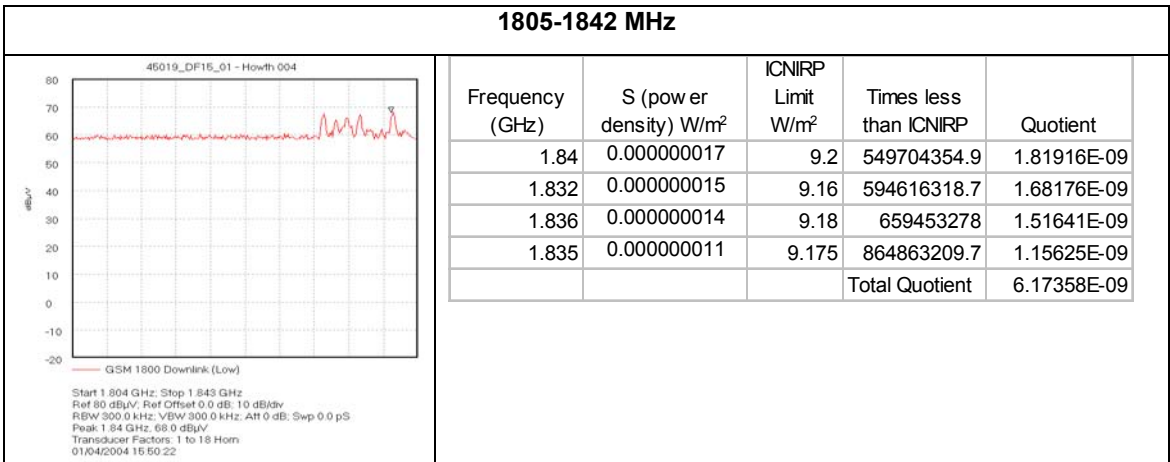 1805-1842 MHz
45019_DF15_01 - Howth 004
80
70
60
50
40
30
20
10
0
-10
-20
dBµV
GSM 1800 Downlink (Low)
Start 1.804 GHz; Stop 1.843 GHz
Ref 80 dBµV; Ref Offset 0.0 dB; 10 dB/div
RBW 300.0 kHz; VBW 300.0 kHz; Att 0 dB; Swp 0.0 pS
Peak 1.84 GHz, 68.0 dBµV
Transducer Factors: 1 to 18 Horn
01/04/2004 15:50:22
Frequency (GHz) S (power density) W/m² ICNIRP Limit W/m² Times less than ICNIRP Quotient
1.84 0.000000017 9.2 549704354.9 1.81916E-09
1.832 0.000000015 9.16 594616318.7 1.68176E-09
1.836 0.000000014 9.18 659453278 1.51641E-09
1.835 0.000000011 9.175 864863209.7 1.15625E-09
Total Quotient 6.17358E-09